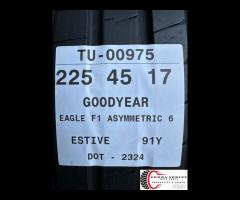 TU-00975
225 45 17
GOODYEAR
EAGLE F1 ASYMMETRIC 6
ESTIVE 91Y
DOT - 2324